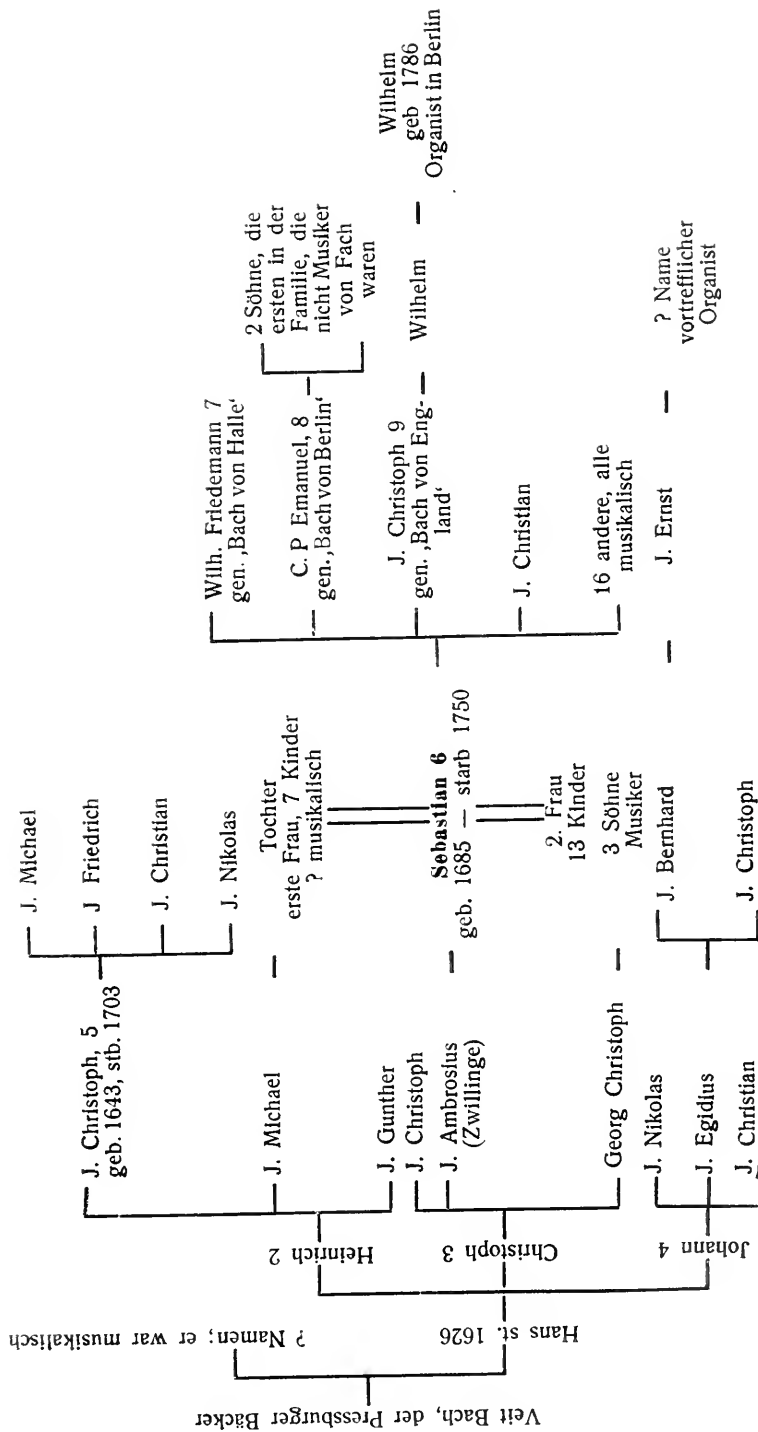 Veit Bach, der Pressburger Bäcker
? Namen; er war musikalisch
Hans st. 1626
Heinrich 2
Christoph 3
Johann 4
J. Christoph, 5
geb. 1643, stb. 1703
J. Michael
J. Gunther
J. Christoph
J. Ambrosius
(Zwillinge)
Georg Christoph
J. Nikolas
J. Egidius
J. Christian
J. Michael
J Friedrich
J. Christian
J. Nikolas
Tochter
erste Frau, 7 Kinder
? musikalisch
Sebastian 6
geb. 1685 — starb 1750
2. Frau
13 Kinder
3 Söhne
Musiker
J. Bernhard
J. Christoph
Wilh. Friedemann 7
gen. ‚Bach von Halle‘
C. P Emanuel, 8
gen. ‚Bach von Berlin‘
J. Christoph 9
gen. ‚Bach von Eng-
land‘
J. Christian
16 andere, alle
musikalisch
J. Ernst
2 Söhne, die
ersten in der
Familie, die
nicht Musiker
von Fach
waren
Wilhelm
? Name
vortrefflicher
Organist
Wilhelm
geb 1786
Organist in Berlin